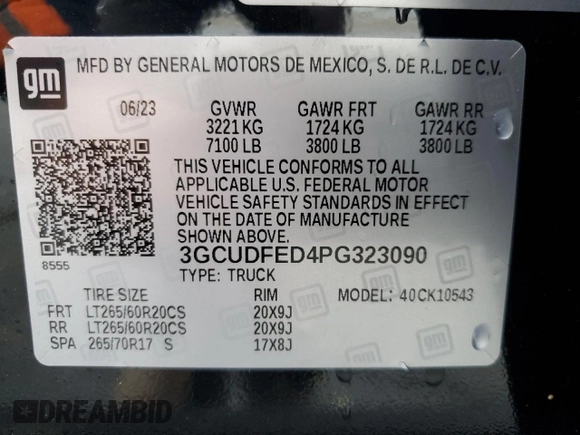 gm
MFD BY GENERAL MOTORS DE MEXICO, S. DE R.L. DE C.V.
06/23 GVWR GAWR FRT GAWR RR
3221 KG 1724 KG 1724 KG
7100 LB 3800 LB 3800 LB
THIS VEHICLE CONFORMS TO ALL
APPLICABLE U.S. FEDERAL MOTOR
VEHICLE SAFETY STANDARDS IN EFFECT
ON THE DATE OF MANUFACTURE
SHOWN ABOVE.
8555
3GCUDFED4PG323090
TYPE: TRUCK
TIRE SIZE RIM MODEL: 40CK10543
FRT LT265/60R20CS 20X9J
RR LT265/60R20CS 20X9J
SPA 265/70R17 S 17X8J
DREAMBID